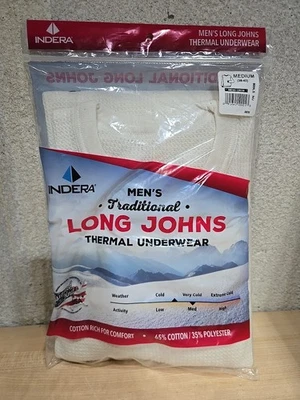 INDERA
MEN'S LONG JOHNS
THERMAL UNDERWEAR
TRADITIONAL LONG JOHNS
MEDIUM
INDERA
MEN'S
• Traditional •
LONG JOHNS
THERMAL UNDERWEAR
Weather Cold Very Cold Extreme Cold
Activity Low Med High
COTTON RICH FOR COMFORT • 65% COTTON / 35% POLYESTER